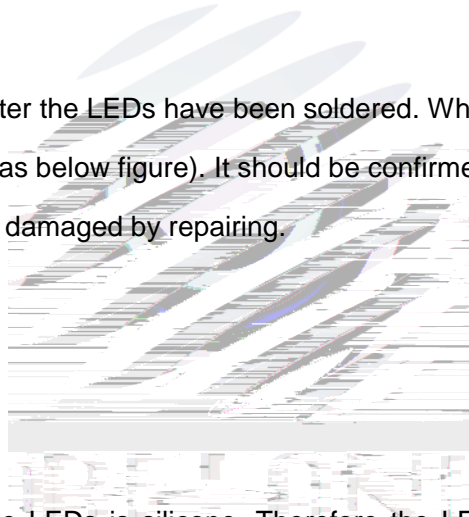 ter the LEDs have been soldered. Wh
as below figure). It should be confirme
damaged by repairing.
LEDs is silicone. Therefore the